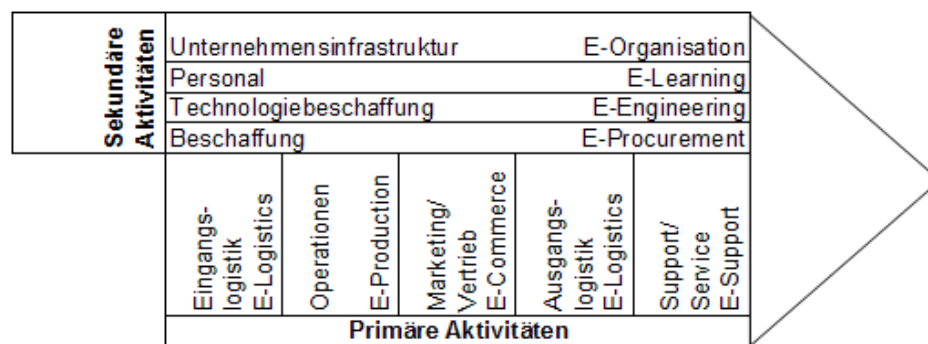 Sekundäre
Aktivitäten
Unternehmensinfrastruktur E-Organisation
Personal E-Learning
Technologiebeschaffung E-Engineering
Beschaffung E-Procurement
Eingangs-
logistik
E-Logistics
Operationen
E-Production
Marketing/
Vertrieb
E-Commerce
Ausgangs-
logistik
E-Logistics
Support/
Service
E-Support
Primäre Aktivitäten